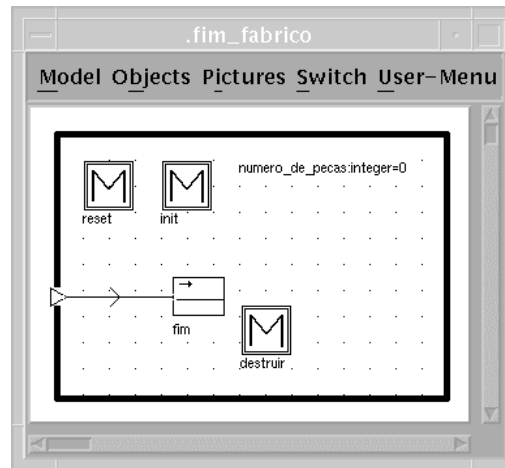 .fim_fabrico
Model Objects Pictures Switch User-Menu
M M numero_de_pecas:integer=0
reset init
fim
M
destruir